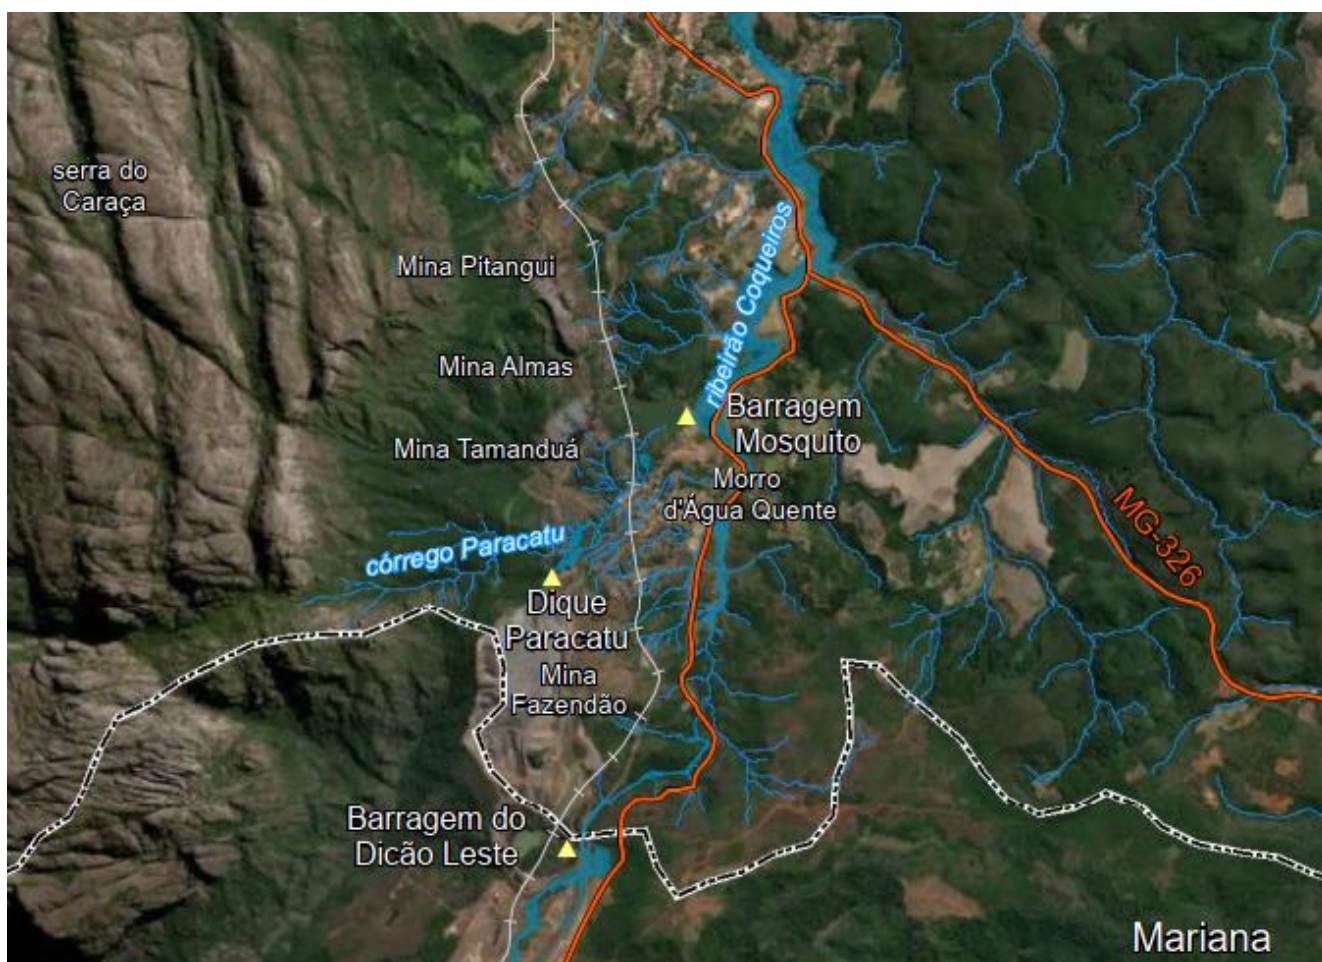 serra do
Caraça
Mina Pitangui
ribeirão Coqueiros
Mina Almas
Barragem
Mosquito
Mina Tamanduá
Morro
d'Água Quente
MG-326
córrego Paracatu
Dique
Paracatu
Mina
Fazendão
Barragem do
Dicão Leste
Mariana